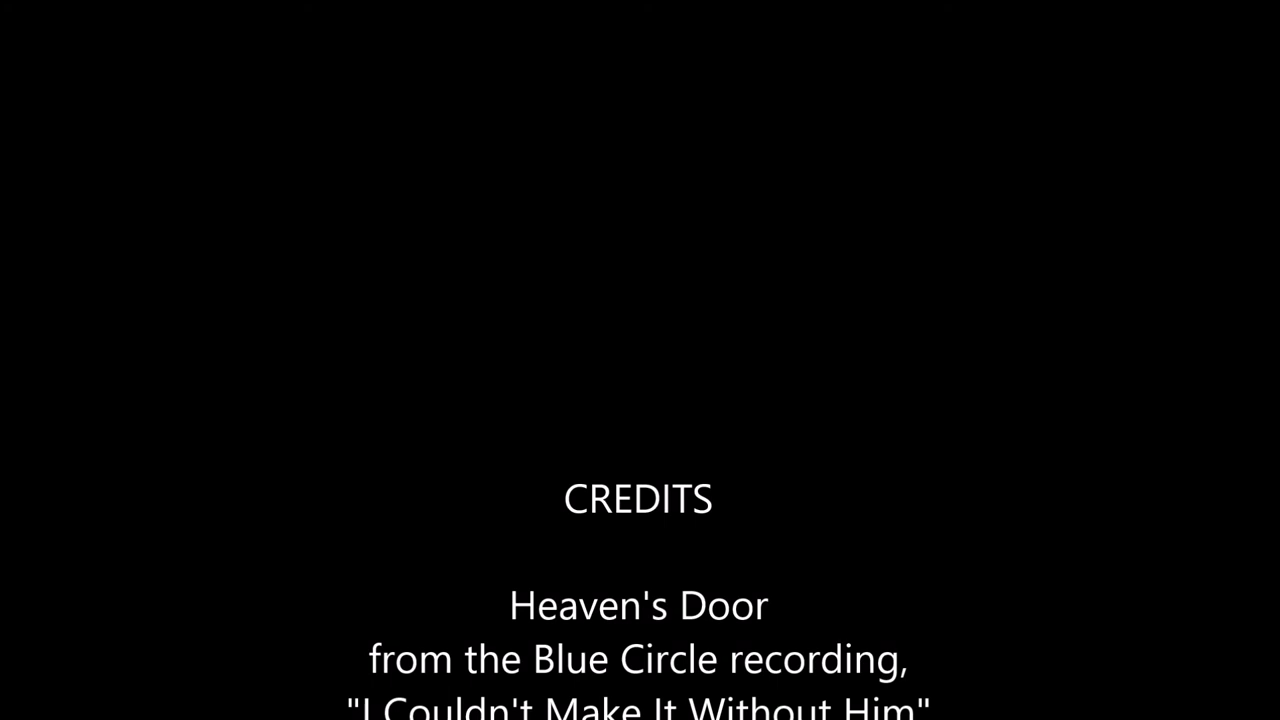 CREDITS
Heaven's Door
from the Blue Circle recording,
"I Couldn't Make It Without Him"